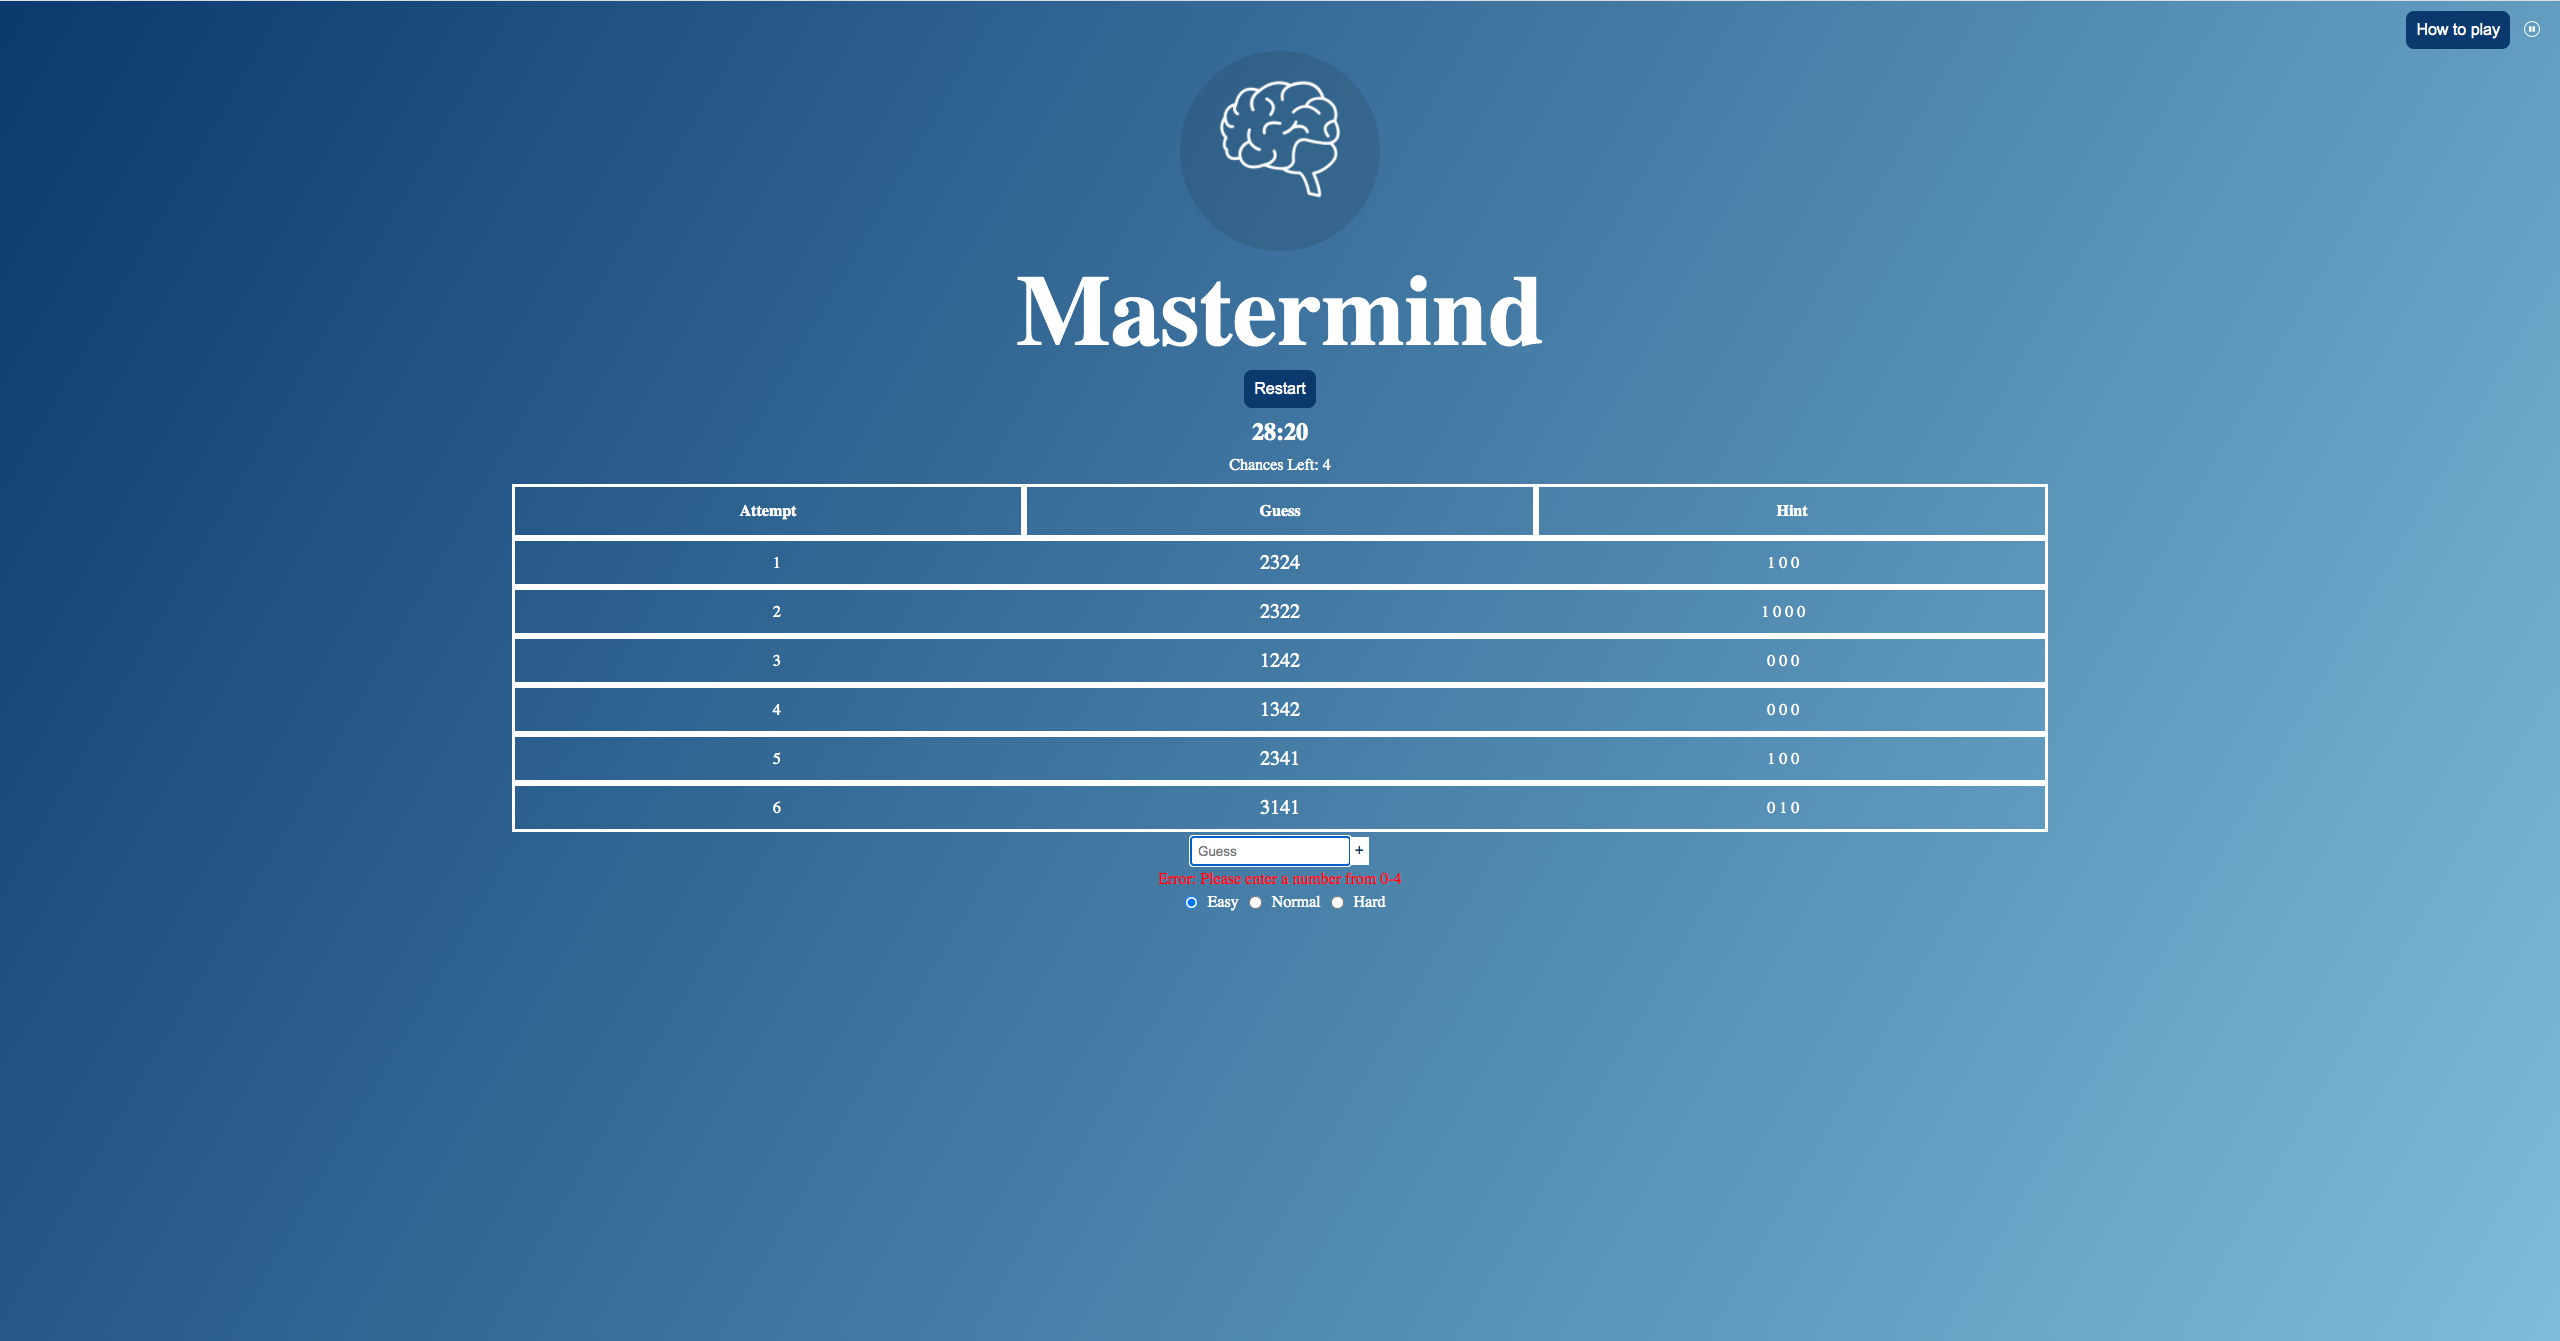 How to play
Mastermind
Restart
28:20
Chances Left: 4
Attempt Guess Hint
1 2324 1 0 0
2 2322 1 0 0 0
3 1242 0 0 0
4 1342 0 0 0
5 2341 1 0 0
6 3141 0 1 0
Guess +
Error: Please enter a number from 0-4
Easy Normal Hard